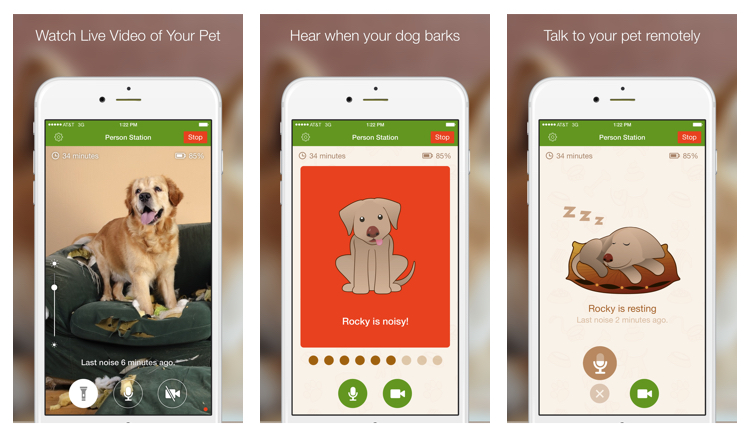 Watch Live Video of Your Pet
AT&T 3G 1:22 PM
Person Station
Stop
34 minutes
85%
Last noise 6 minutes ago.
Hear when your dog barks
AT&T 3G 1:22 PM
Person Station
Stop
34 minutes
85%
Rocky is noisy!
Talk to your pet remotely
AT&T 3G 1:22 PM
Person Station
Stop
34 minutes
85%
Z Z Z
Rocky is resting
Last noise 2 minutes ago.